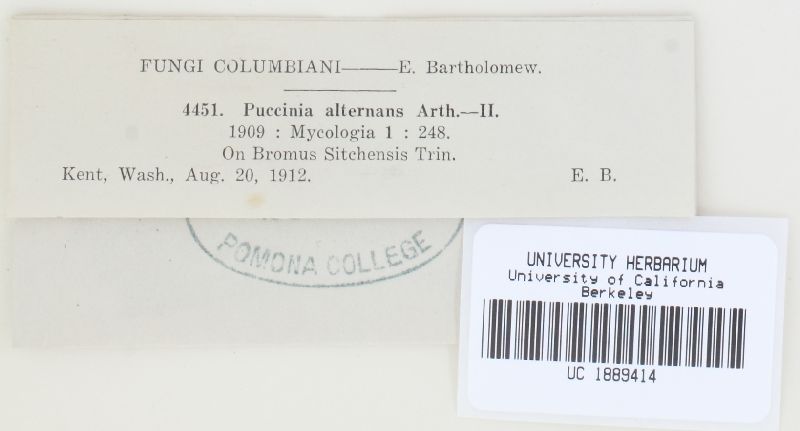 FUNGI COLUMBIANI——E. Bartholomew.
4451. Puccinia alternans Arth.—II.
1909 : Mycologia 1 : 248.
On Bromus Sitchensis Trin.
Kent, Wash., Aug. 20, 1912. E. B.
POMONA COLLEGE
UNIVERSITY HERBARIUM
University of California
Berkeley
UC 1889414